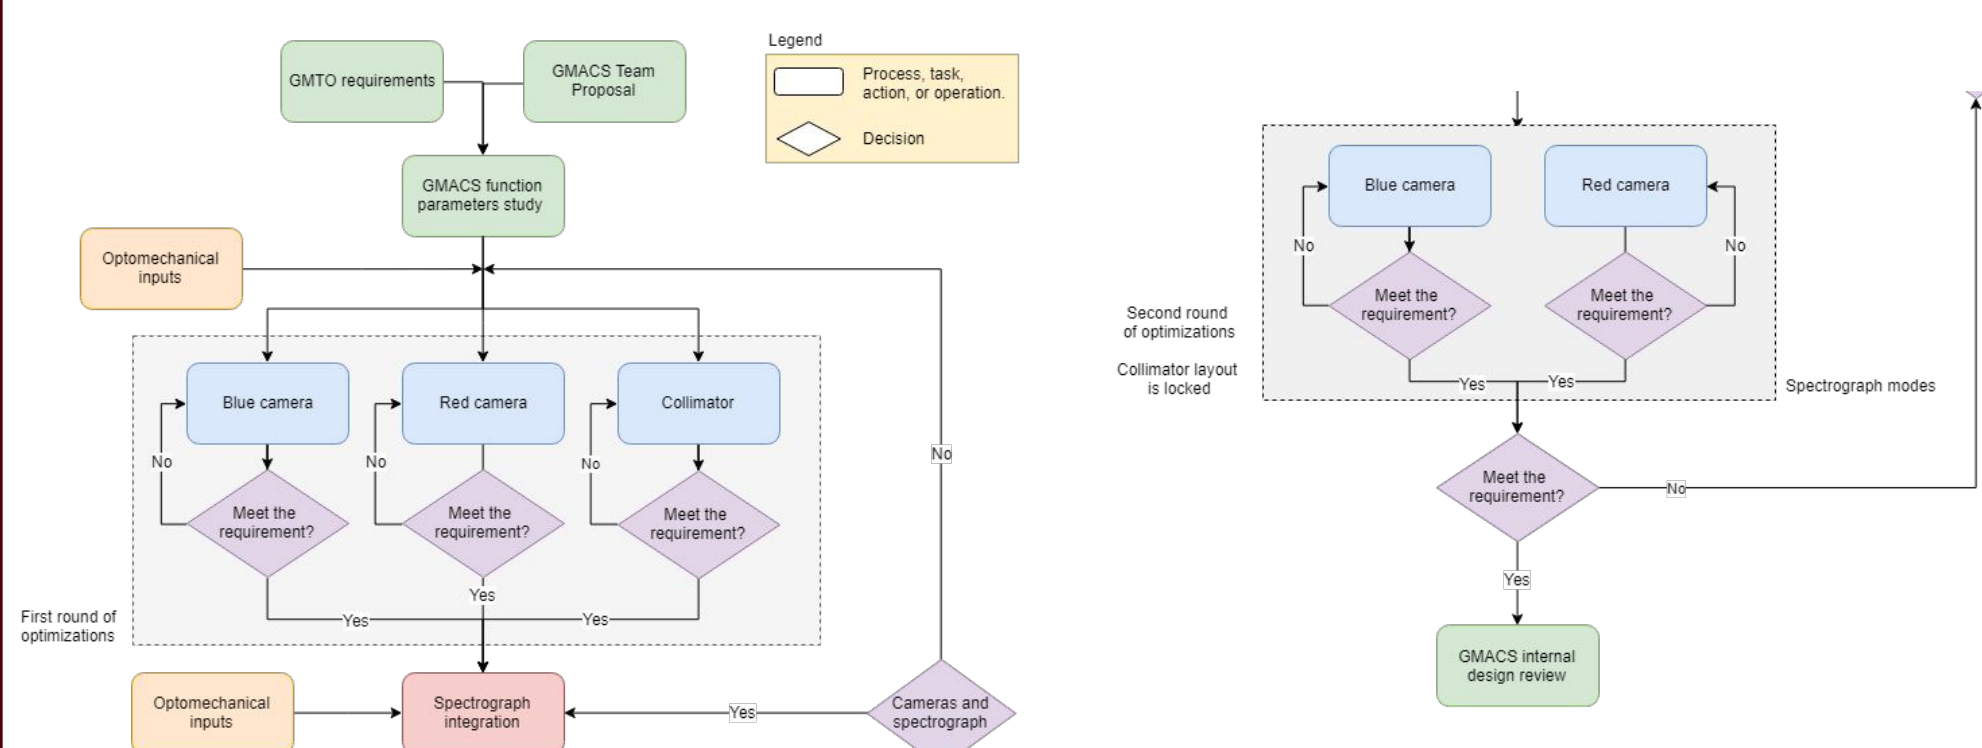 GMTO requirements
GMACS Team
Proposal
Legend
Process, task,
action, or operation.
Decision
GMACS function
parameters study
Optomechanical
inputs
Blue camera
Red camera
Collimator
No
No
No
No
Meet the
requirement?
Meet the
requirement?
Meet the
requirement?
Yes
Yes
Yes
First round of
optimizations
Optomechanical
inputs
Spectrograph
integration
Yes
Cameras and
spectrograph
Blue camera
Red camera
No
No
Meet the
requirement?
Meet the
requirement?
Second round
of optimizations
Collimator layout
is locked
Yes
Yes
Spectrograph modes
Meet the
requirement?
No
Yes
GMACS internal
design review